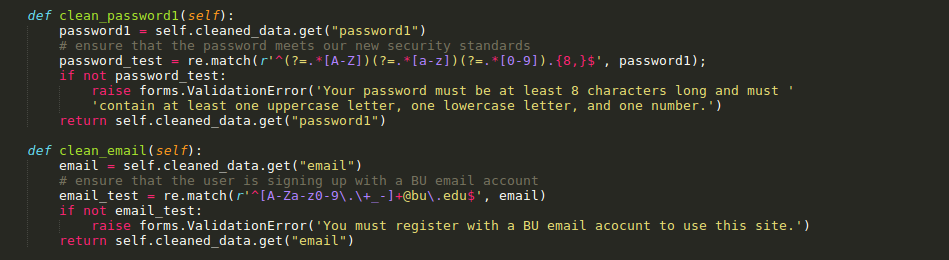 def clean_password1(self):
    password1 = self.cleaned_data.get("password1")
    # ensure that the password meets our new security standards
    password_test = re.match(r'^(?=.*[A-Z])(?=.*[a-z])(?=.*[0-9]).{8,}$', password1);
    if not password_test:
        raise forms.ValidationError('Your password must be at least 8 characters long and must '
        'contain at least one uppercase letter, one lowercase letter, and one number.')
    return self.cleaned_data.get("password1")

def clean_email(self):
    email = self.cleaned_data.get("email")
    # ensure that the user is signing up with a BU email account
    email_test = re.match(r'^[A-Za-z0-9\.\+_-]+@bu\.edu$', email)
    if not email_test:
        raise forms.ValidationError('You must register with a BU email acocunt to use this site.')
    return self.cleaned_data.get("email")